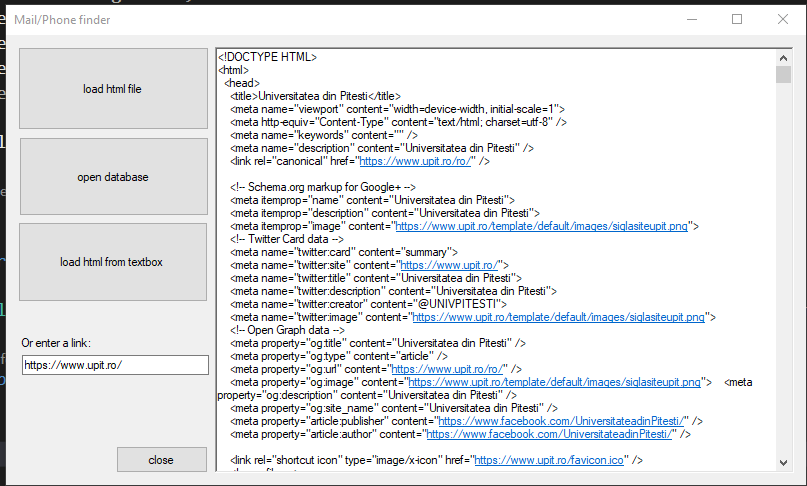 Mail/Phone finder
load html file
open database
load html from textbox
Or enter a link:
https://www.upit.ro/
close
<!DOCTYPE HTML>
<html>
<head>
<title>Universitatea din Pitesti</title>
<meta name="viewport" content="width=device-width, initial-scale=1">
<meta http-equiv="Content-Type" content="text/html; charset=utf-8" />
<meta name="keywords" content="" />
<meta name="description" content="Universitatea din Pitesti" />
<link rel="canonical" href="https://www.upit.ro/ro/" />
<!-- Schema.org markup for Google+ -->
<meta itemprop="name" content="Universitatea din Pitesti">
<meta itemprop="description" content="Universitatea din Pitesti">
<meta itemprop="image" content="https://www.upit.ro/template/default/images/siglasiteupit.png">
<!-- Twitter Card data -->
<meta name="twitter:card" content="summary">
<meta name="twitter:site" content="https://www.upit.ro/">
<meta name="twitter:title" content="Universitatea din Pitesti">
<meta name="twitter:description" content="Universitatea din Pitesti">
<meta name="twitter:creator" content="@UNIVPITESTI">
<meta name="twitter:image" content="https://www.upit.ro/template/default/images/siglasiteupit.png">
<!-- Open Graph data -->
<meta property="og:title" content="Universitatea din Pitesti" />
<meta property="og:type" content="article" />
<meta property="og:url" content="https://www.upit.ro/ro/" />
<meta property="og:image" content="https://www.upit.ro/template/default/images/siglasiteupit.png"> <meta
property="og:description" content="Universitatea din Pitesti" />
<meta property="og:site_name" content="Universitatea din Pitesti" />
<meta property="article:publisher" content="https://www.facebook.com/UniversitateadinPitesti/" />
<meta property="article:author" content="https://www.facebook.com/UniversitateadinPitesti/" />
<link rel="shortcut icon" type="image/x-icon" href="https://www.upit.ro/favicon.ico" />